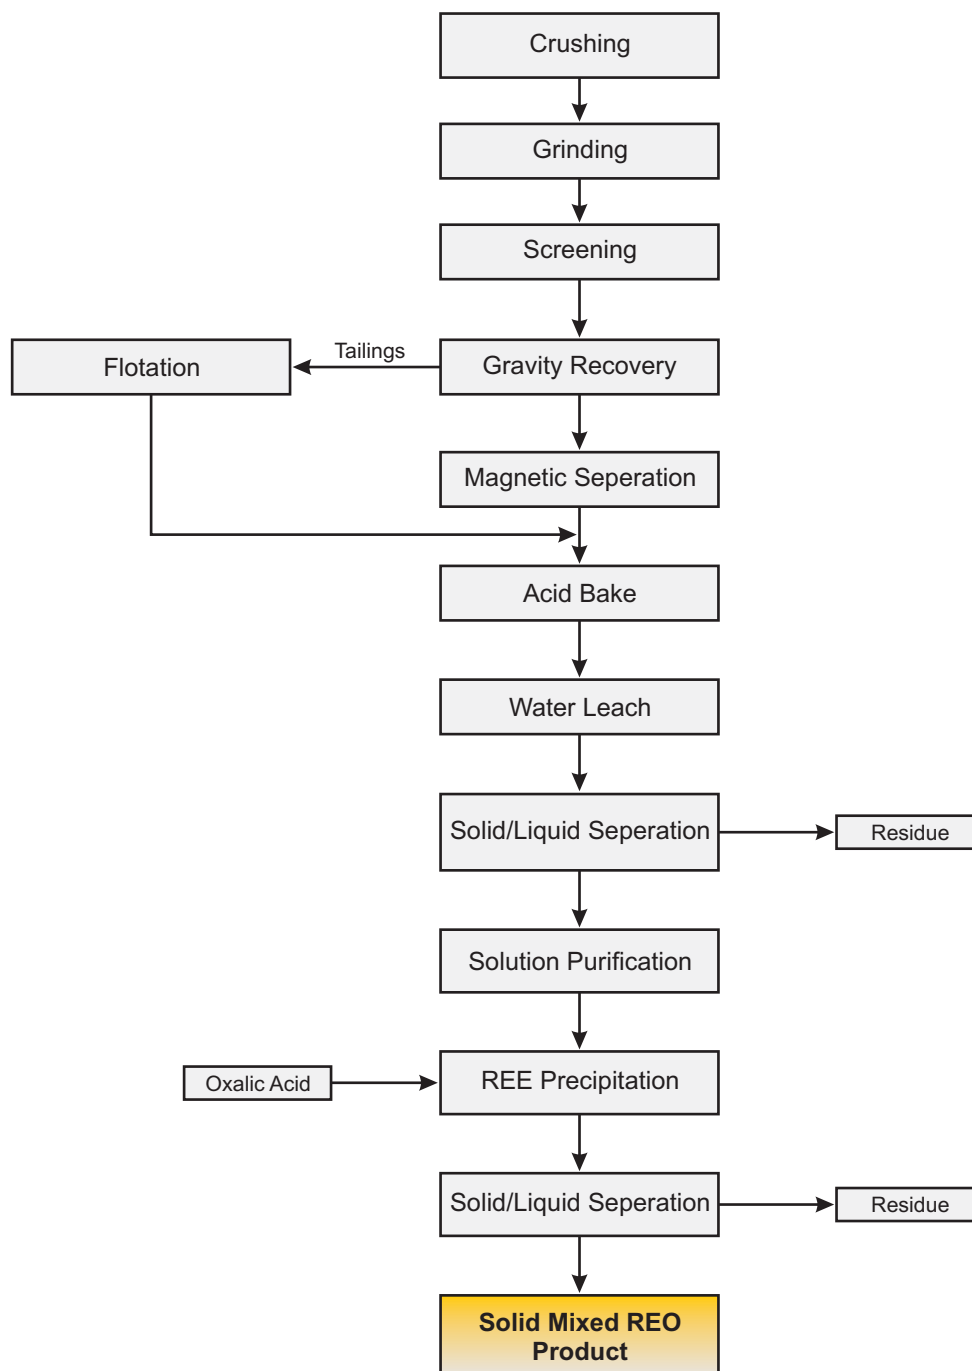 Crushing
Grinding
Screening
Tailings
Flotation
Gravity Recovery
Magnetic Seperation
Acid Bake
Water Leach
Solid/Liquid Seperation
Residue
Solution Purification
Oxalic Acid
REE Precipitation
Solid/Liquid Seperation
Residue
Solid Mixed REO
Product